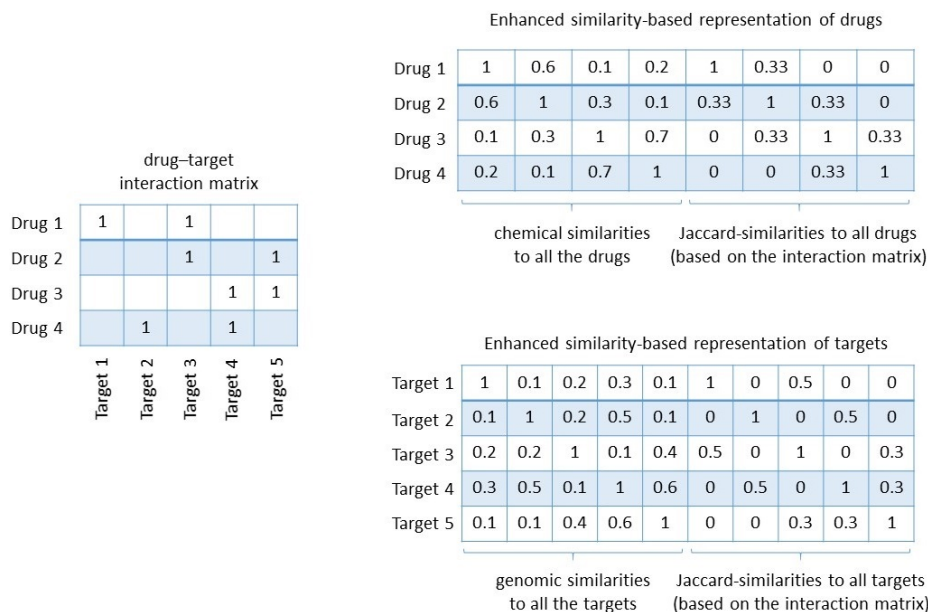 Enhanced similarity-based representation of drugs
Drug 1 1 0.6 0.1 0.2 1 0.33 0 0
Drug 2 0.6 1 0.3 0.1 0.33 1 0.33 0
Drug 3 0.1 0.3 1 0.7 0 0.33 1 0.33
Drug 4 0.2 0.1 0.7 1 0 0 0.33 1
chemical similarities
to all the drugs
Jaccard-similarities to all drugs
(based on the interaction matrix)
drug–target
interaction matrix
Drug 1 1 1
Drug 2 1 1
Drug 3 1 1
Drug 4 1 1
Target 1
Target 2
Target 3
Target 4
Target 5
Enhanced similarity-based representation of targets
Target 1 1 0.1 0.2 0.3 0.1 1 0 0.5 0 0
Target 2 0.1 1 0.2 0.5 0.1 0 1 0 0.5 0
Target 3 0.2 0.2 1 0.1 0.4 0.5 0 1 0 0.3
Target 4 0.3 0.5 0.1 1 0.6 0 0.5 0 1 0.3
Target 5 0.1 0.1 0.4 0.6 1 0 0 0.3 0.3 1
genomic similarities
to all the targets
Jaccard-similarities to all targets
(based on the interaction matrix)